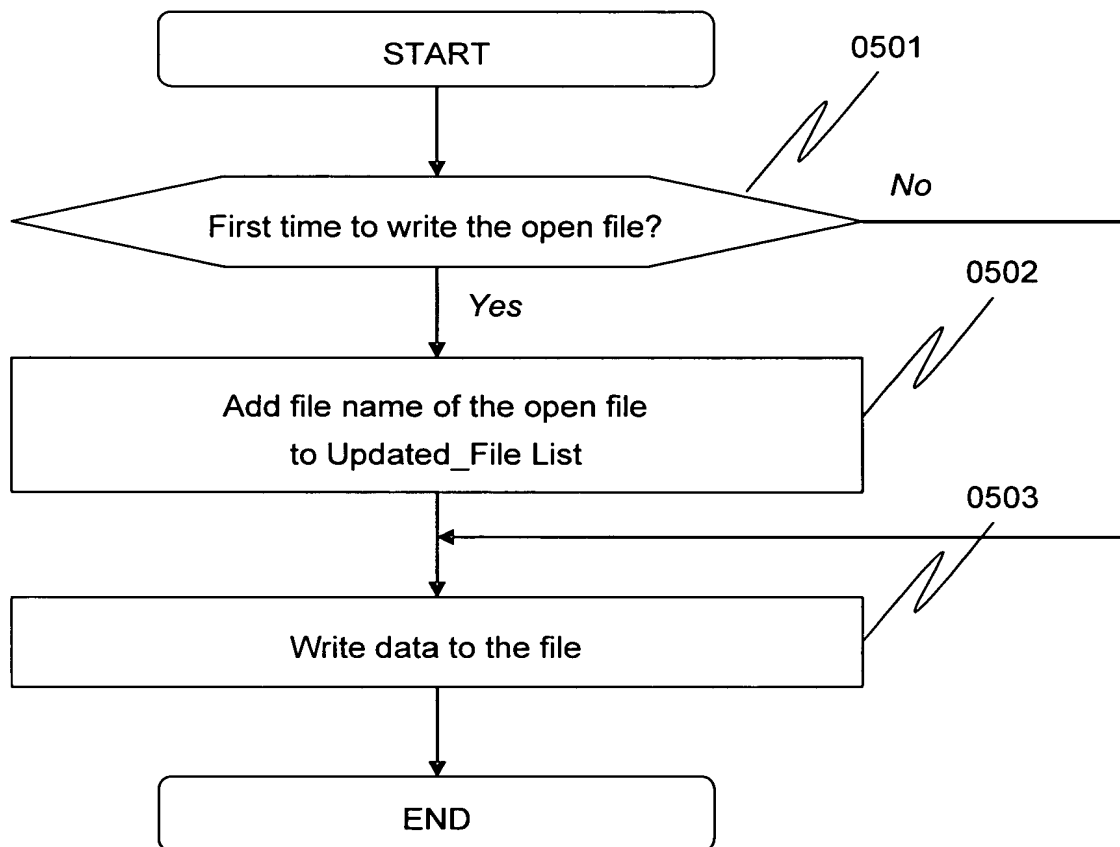 START
0501
First time to write the open file?
No
Yes
0502
Add file name of the open file
to Updated_File List
0503
Write data to the file
END